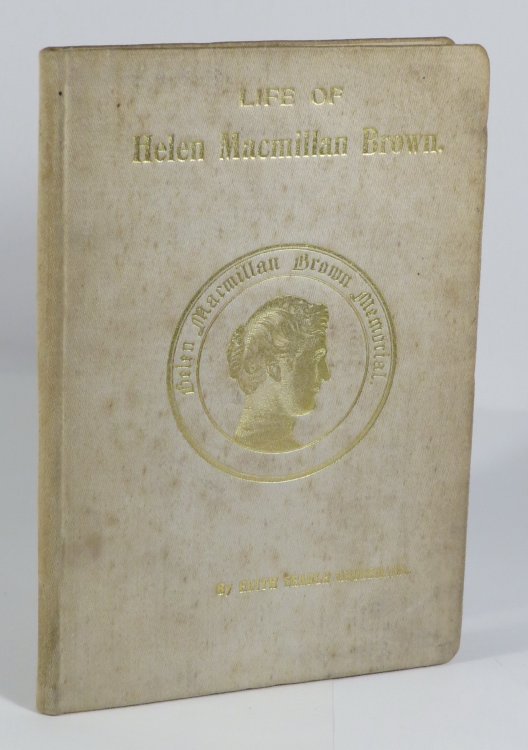 LIFE OF
Helen Macmillan Brown.
Helen Macmillan Brown Memorial.